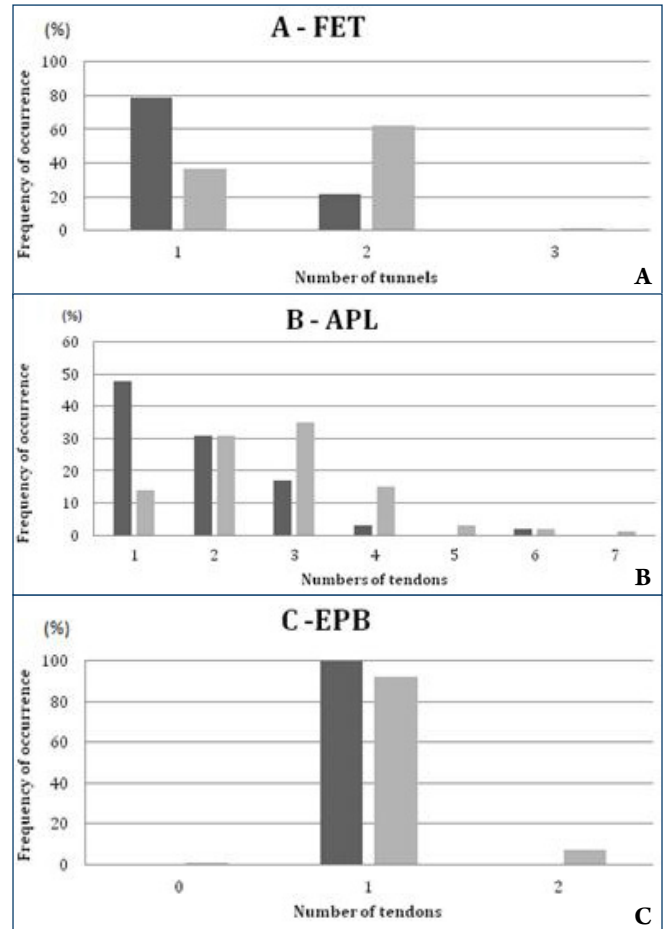 A - FET
(%)
Frequency of occurrence
100
80
60
40
20
0
1 2 3
Number of tunnels
A
B - APL
(%)
Frequency of occurrence
60
50
40
30
20
10
0
1 2 3 4 5 6 7
Numbers of tendons
B
C -EPB
(%)
Frequency of occurrence
100
80
60
40
20
0
0 1 2
Number of tendons
C